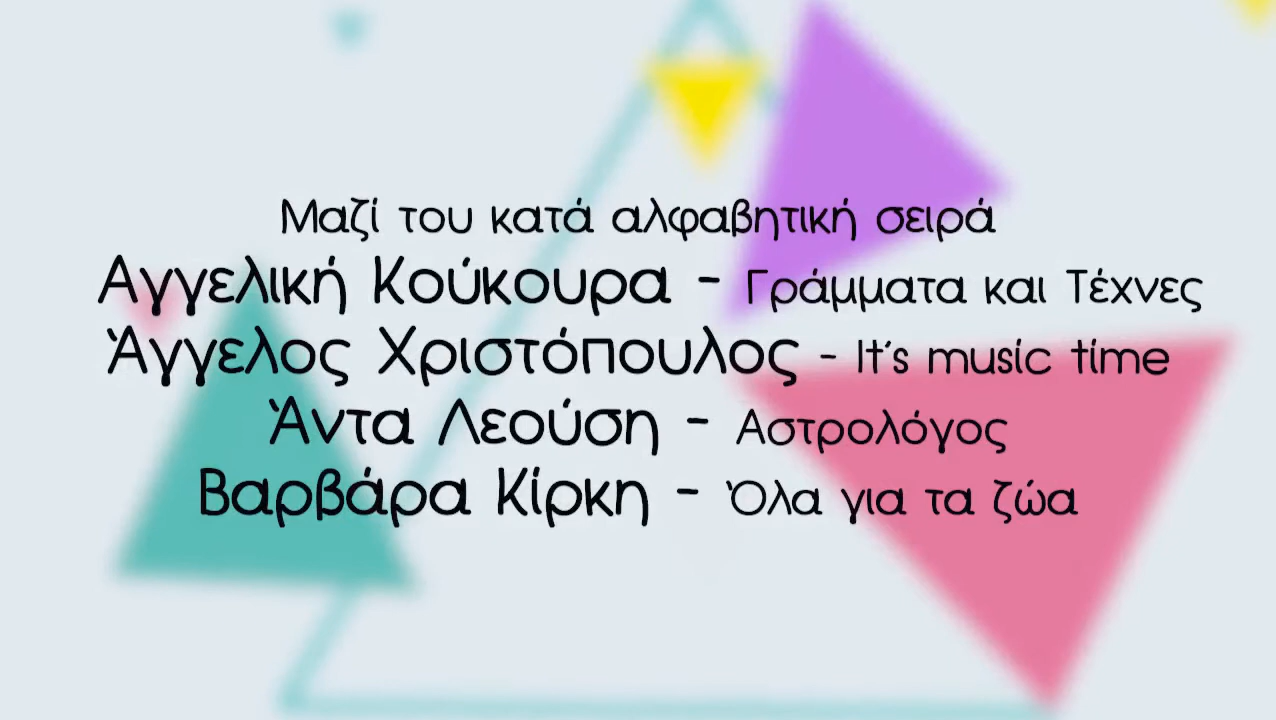 Μαζί του κατά αλφαβητική σειρά
Αγγελική Κούκουρα - Γράμματα και Τέχνες
Άγγελος Χριστόπουλος - It's music time
Άντα Λεούση - Αστρολόγος
Βαρβάρα Κίρκη - Όλα για τα ζώα